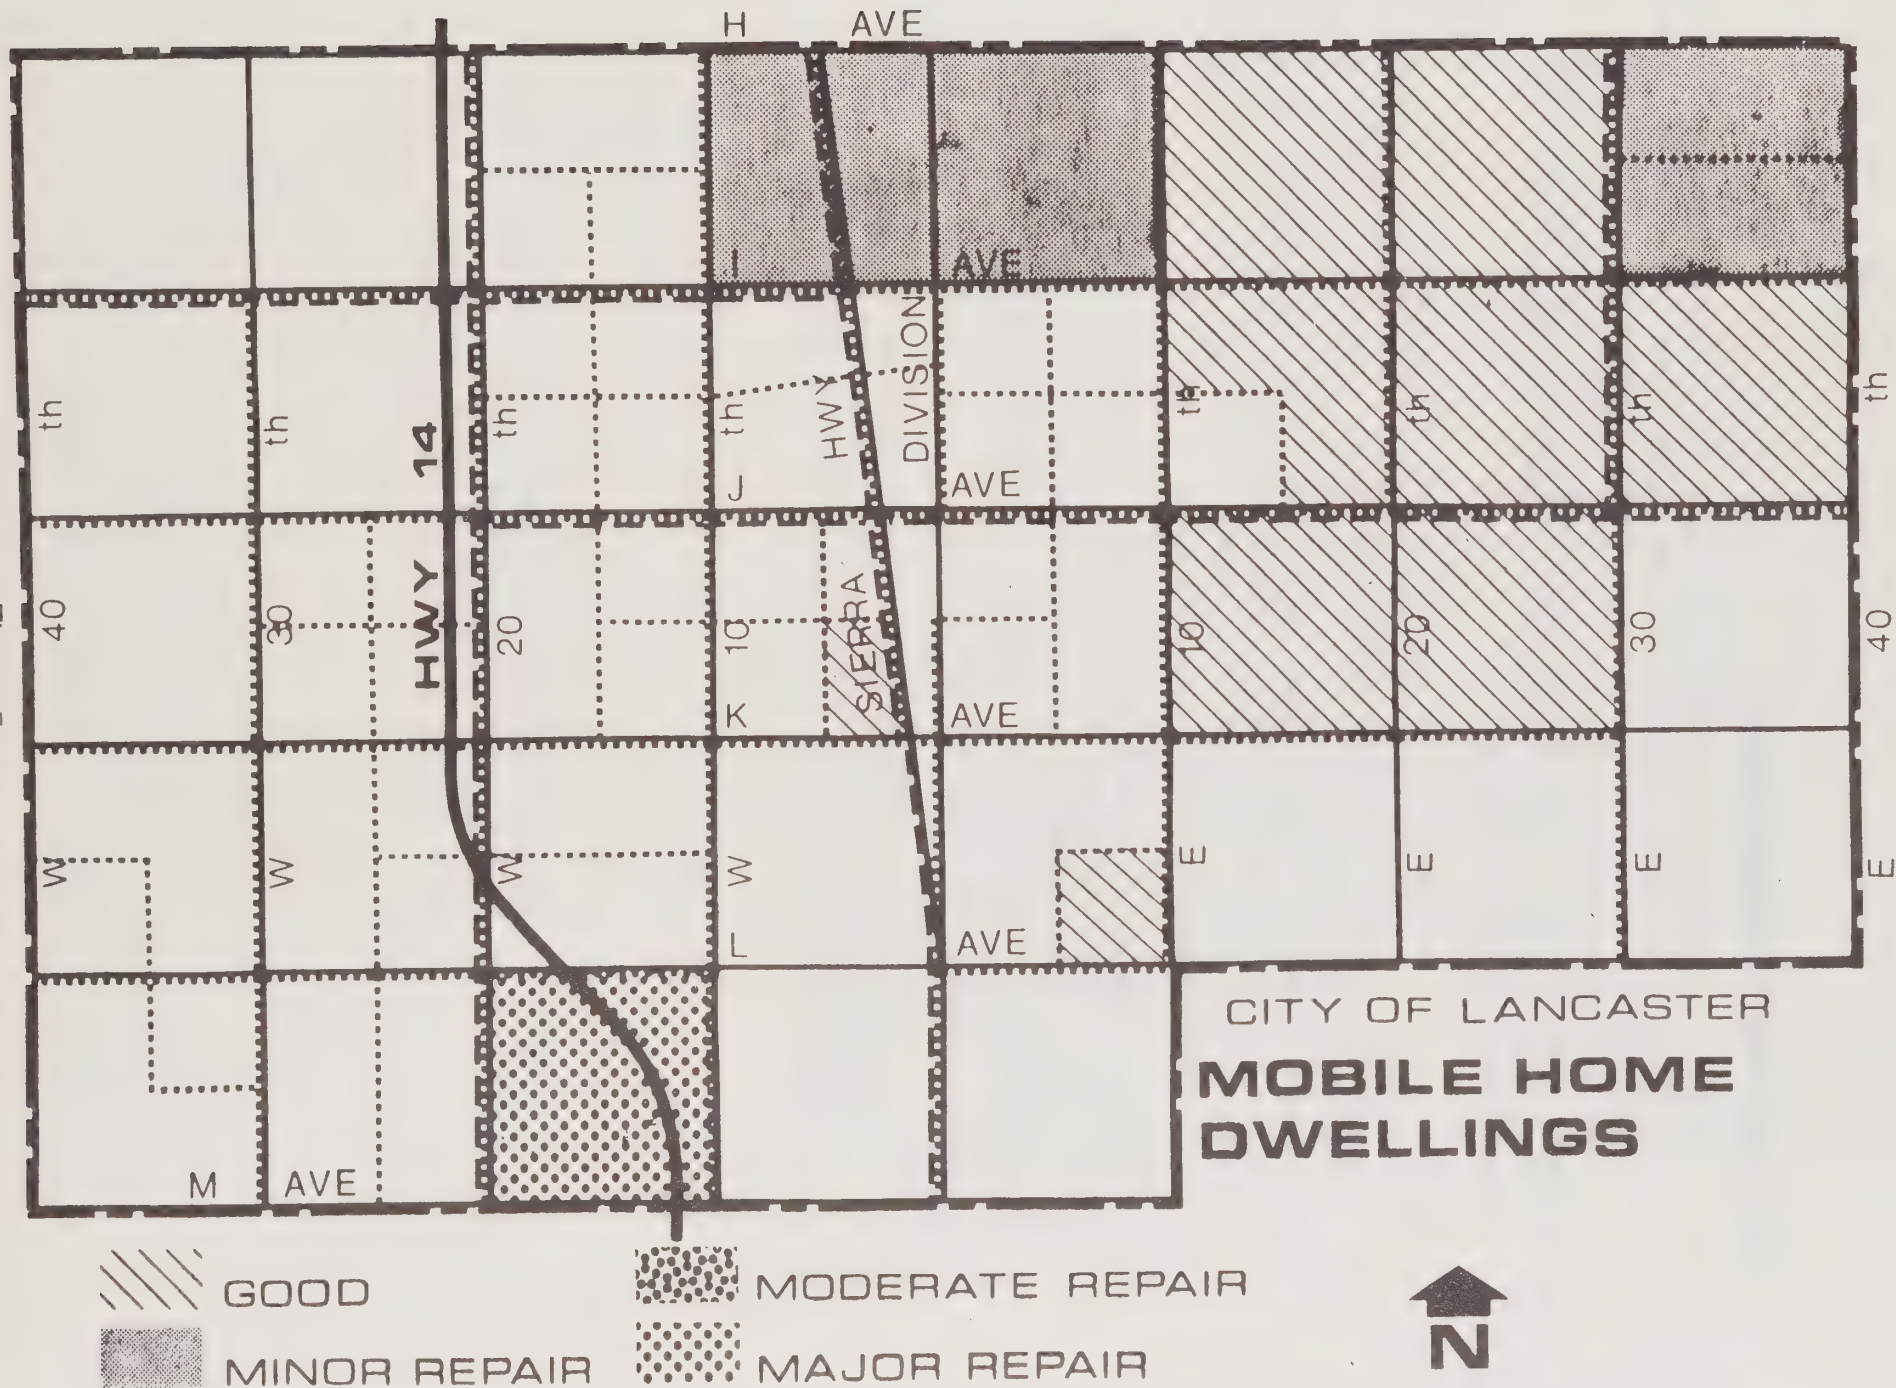 H AVE
I AVE
J AVE
K AVE
L AVE
M AVE
40 th W
30 th W
HWY 14
20 th W
10 th W
SIERRA HWY
DIVISION
10 th E
20 th E
30 th E
40 th E
CITY OF LANCASTER
MOBILE HOME
DWELLINGS
GOOD
MODERATE REPAIR
MINOR REPAIR
MAJOR REPAIR
N